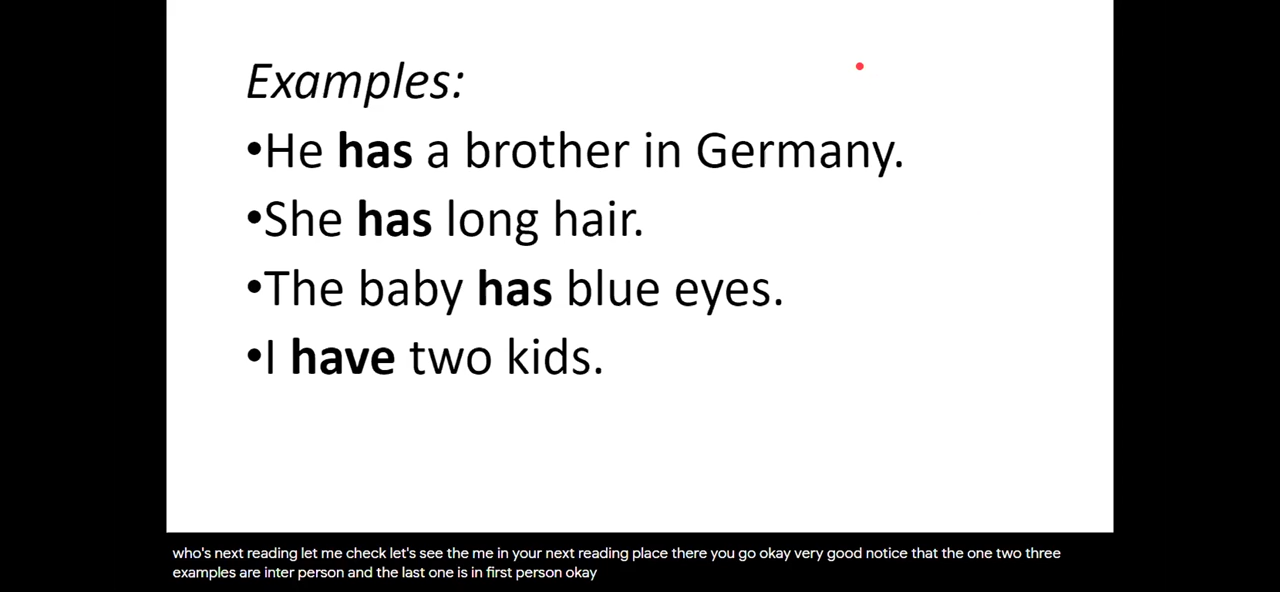 Examples:
•He has a brother in Germany.
•She has long hair.
•The baby has blue eyes.
•I have two kids.
who's next reading let me check let's see the me in your next reading place there you go okay very good notice that the one two three
examples are inter person and the last one is in first person okay